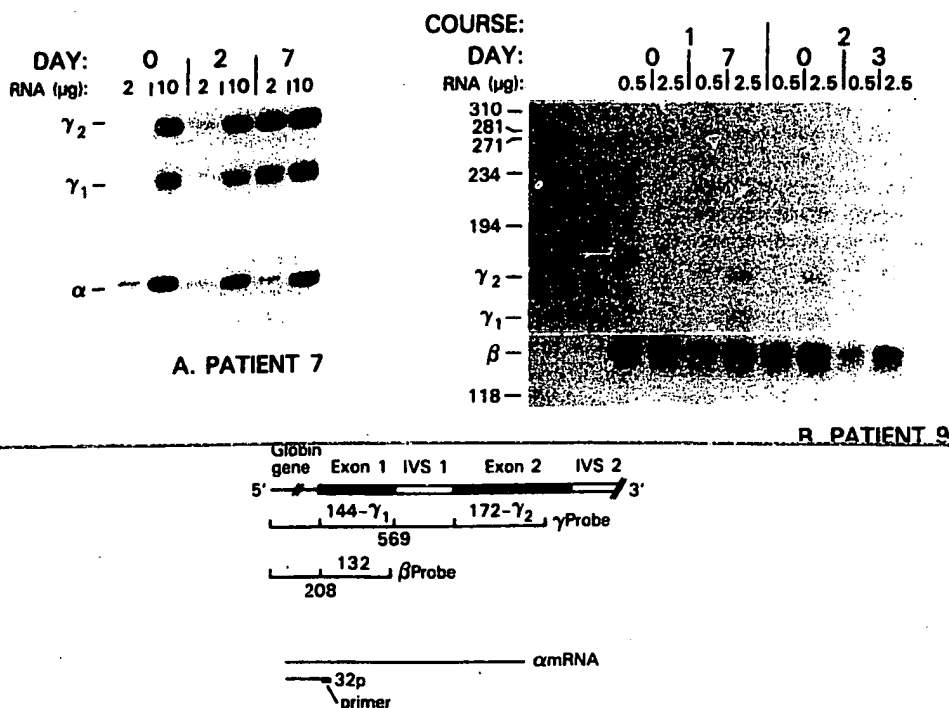 DAY: 0 | 2 | 7
RNA (µg): 2 |10| 2 |10| 2 |10
γ2 –
γ1 –
α –
A. PATIENT 7
COURSE: 1 | 2
DAY: 0 | 7 | 0 | 3
0.5|2.5|0.5|2.5|0.5|2.5|0.5|2.5
310
281
271
234
194
γ2
γ1
β
118
B. PATIENT 9
Globin gene Exon 1 IVS 1 Exon 2 IVS 2
5' 3'
144-γ1 172-γ2 γProbe
569
132 βProbe
208
αmRNA
32p
primer